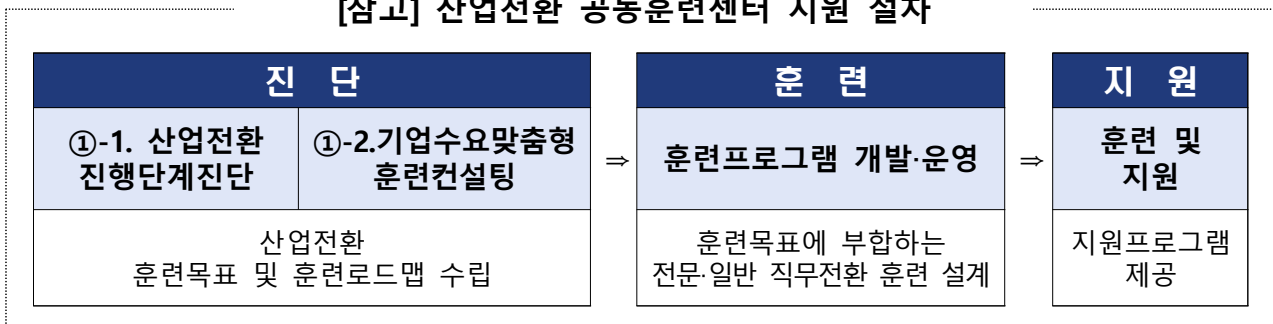 [참고] 산업전환 공동훈련센터 지원 절차
진 단
훈 련
지 원
①-1. 산업전환
진행단계진단
①-2.기업수요맞춤형
훈련컨설팅
⇒
훈련프로그램 개발·운영
⇒
훈련 및
지원
산업전환
훈련목표 및 훈련로드맵 수립
훈련목표에 부합하는
전문·일반 직무전환 훈련 설계
지원프로그램
제공